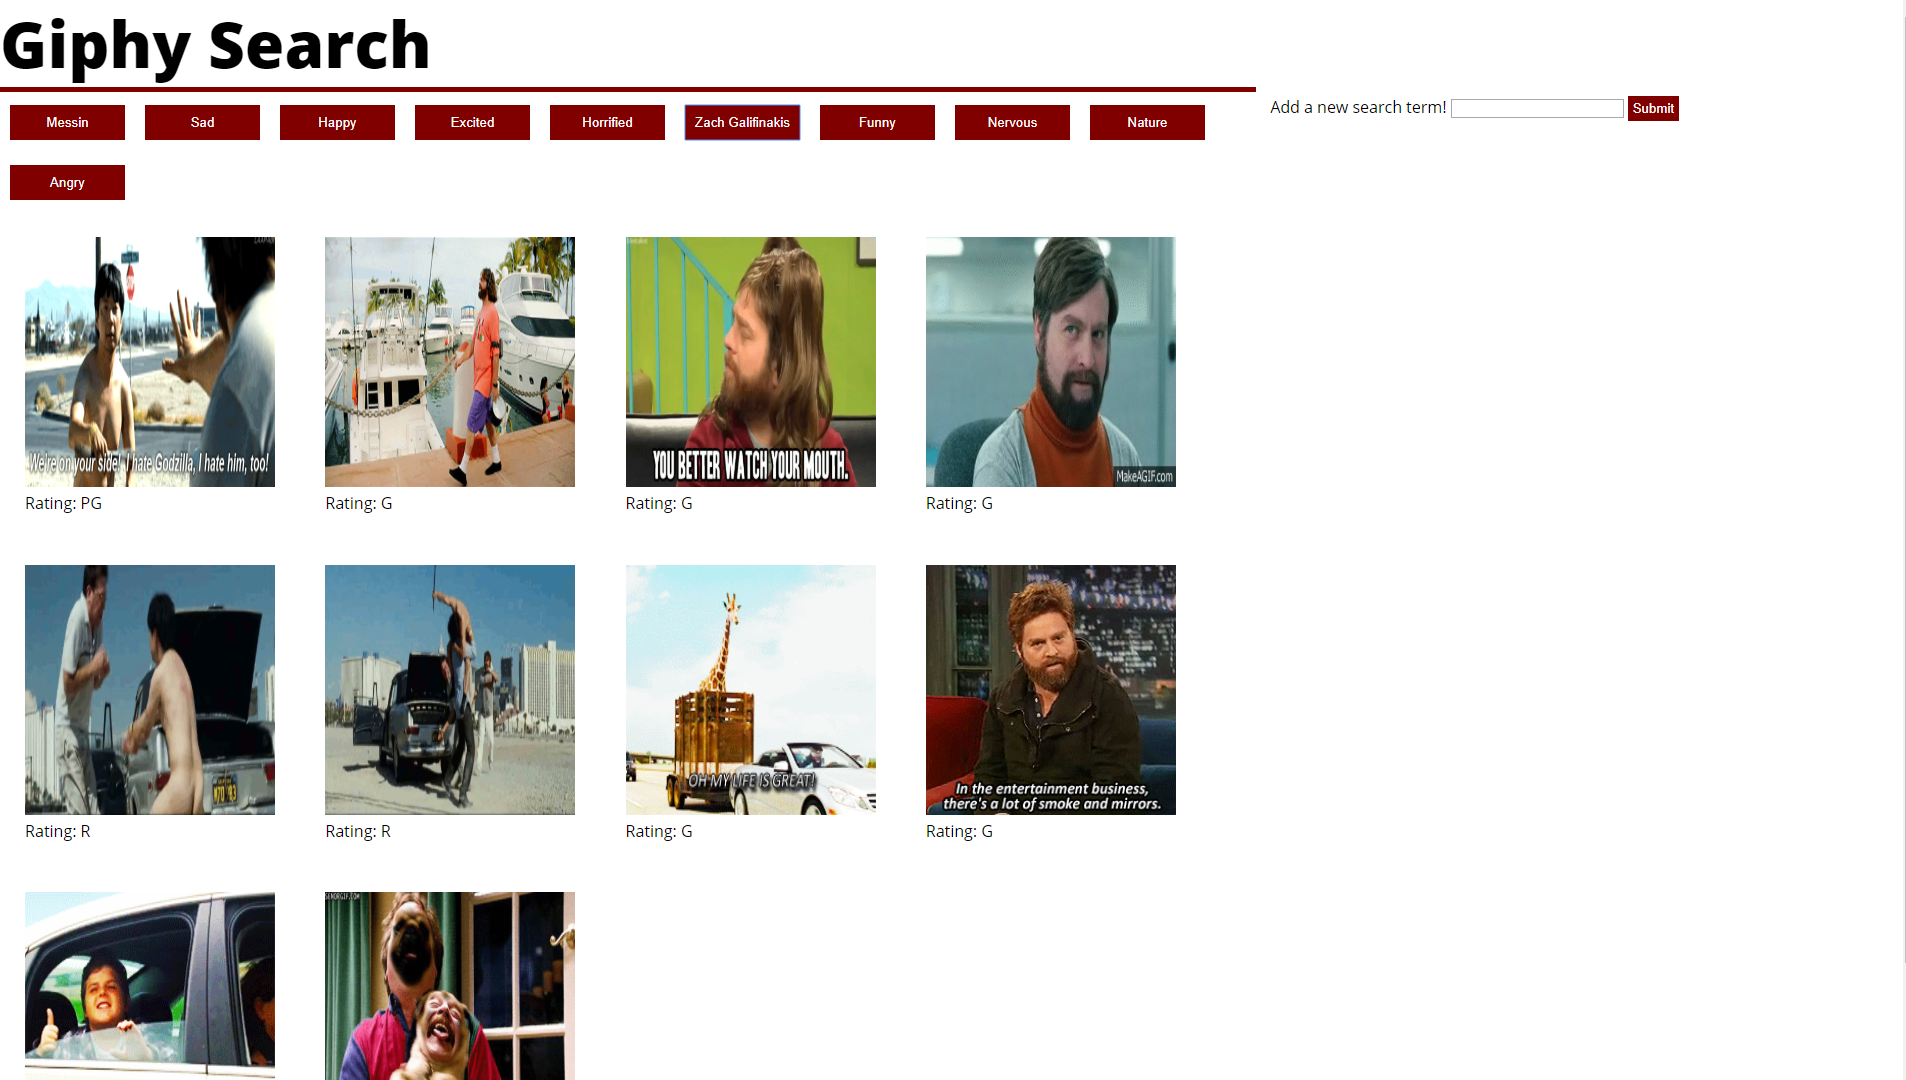 Giphy Search
Messin
Sad
Happy
Excited
Horrified
Zach Galifinakis
Funny
Nervous
Nature
Add a new search term!
Submit
Angry
We're on your side! I hate Godzilla, I hate him, too!
YOU BETTER WATCH YOUR MOUTH.
MakeAGIF.com
Rating: PG
Rating: G
Rating: G
Rating: G
OH MY LIFE IS GREAT!
In the entertainment business,
there's a lot of smoke and mirrors.
Rating: R
Rating: R
Rating: G
Rating: G
SENORGIF.COM